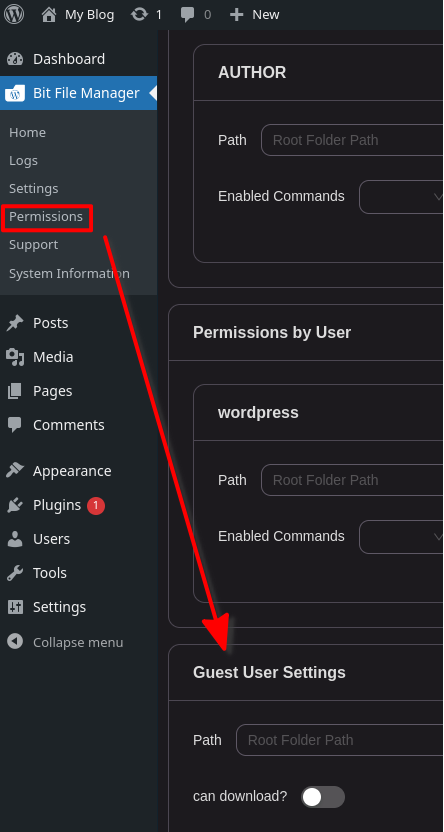 My Blog 1 0 New
Dashboard
Bit File Manager
Home
Logs
Settings
Permissions
Support
System Information
Posts
Media
Pages
Comments
Appearance
Plugins 1
Users
Tools
Settings
Collapse menu
AUTHOR
Path Root Folder Path
Enabled Commands
Permissions by User
wordpress
Path Root Folder Path
Enabled Commands
Guest User Settings
Path Root Folder Path
can download?